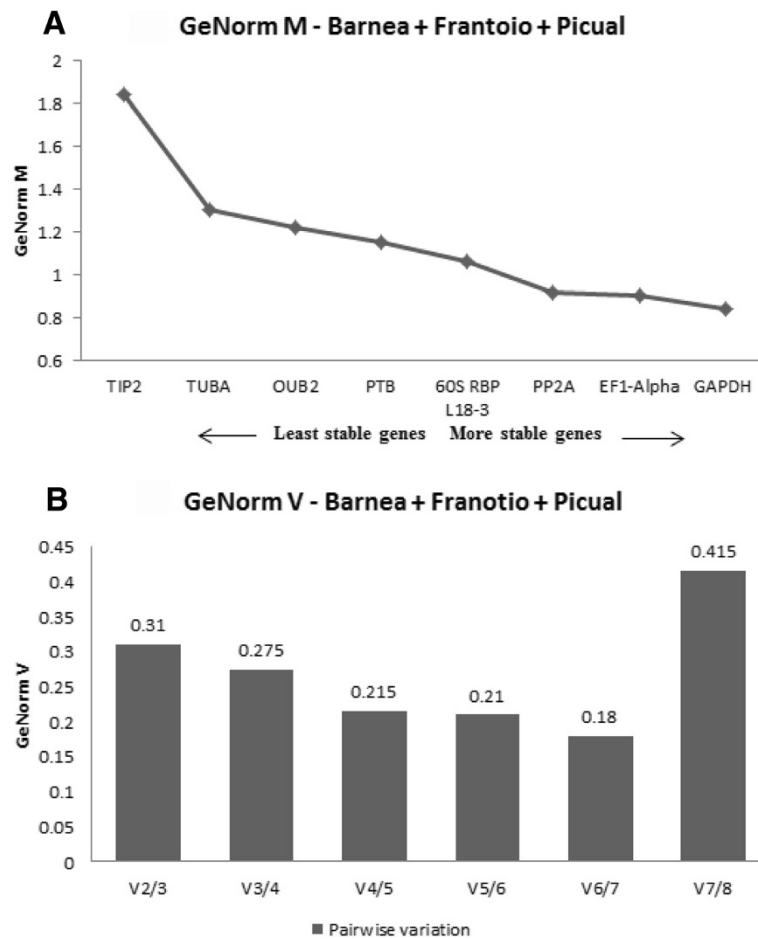 A
GeNorm M - Barnea + Frantoio + Picual
GeNorm M
2
1.8
1.6
1.4
1.2
1
0.8
0.6
TIP2 TUBA OUB2 PTB 60S RBP L18-3 PP2A EF1-Alpha GAPDH
Least stable genes More stable genes
B
GeNorm V - Barnea + Franotio + Picual
GeNorm V
0.45
0.4
0.35
0.3
0.25
0.2
0.15
0.1
0.05
0
0.31
0.275
0.215
0.21
0.18
0.415
V2/3 V3/4 V4/5 V5/6 V6/7 V7/8
Pairwise variation